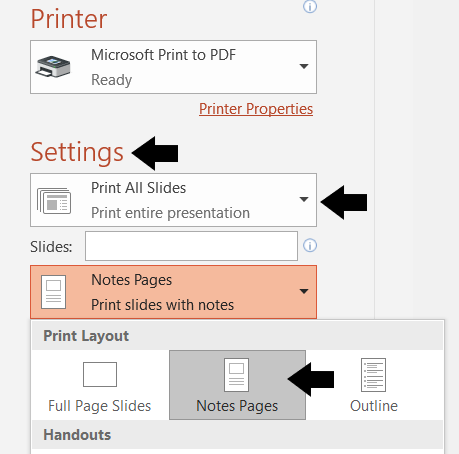 Printer
Microsoft Print to PDF
Ready
Printer Properties
Settings
Print All Slides
Print entire presentation
Slides:
Notes Pages
Print slides with notes
Print Layout
Full Page Slides
Notes Pages
Outline
Handouts